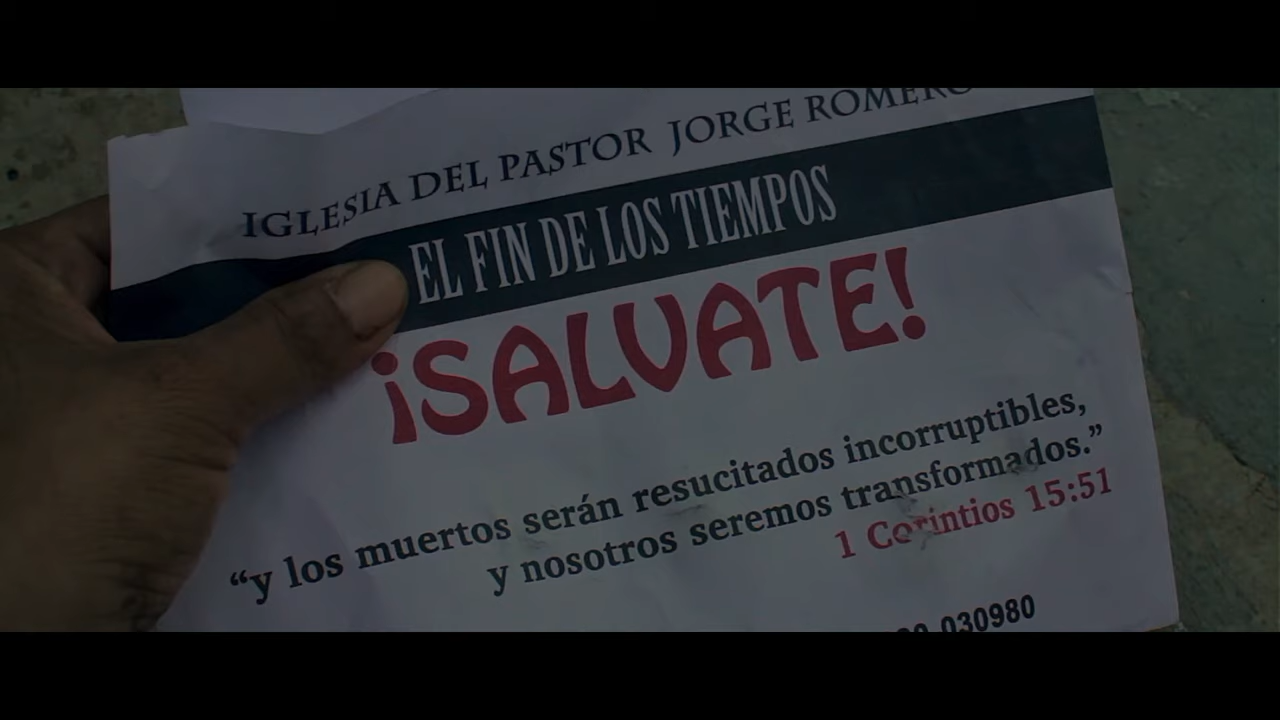 IGLESIA DEL PASTOR JORGE ROMERO
EL FIN DE LOS TIEMPOS
¡SALVATE!
“y los muertos serán resucitados incorruptibles,
y nosotros seremos transformados.”
1 Corintios 15:51
030980